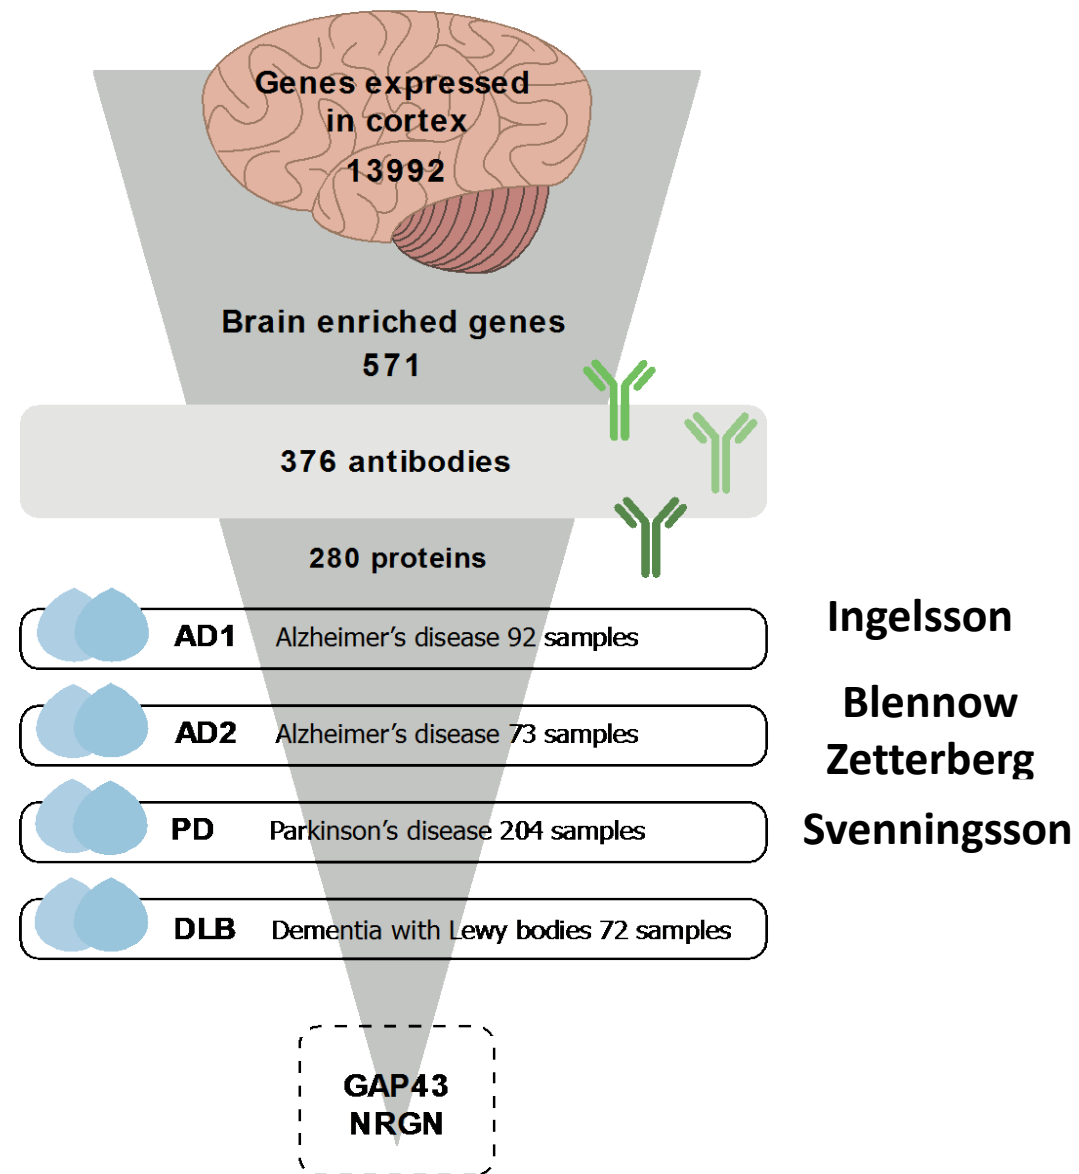 Genes expressed
in cortex
13992
Brain enriched genes
571
376 antibodies
280 proteins
AD1 Alzheimer's disease 92 samples
Ingelsson
AD2 Alzheimer's disease 73 samples
Blennow
Zetterberg
PD Parkinson's disease 204 samples
Svenningsson
DLB Dementia with Lewy bodies 72 samples
GAP43
NRGN